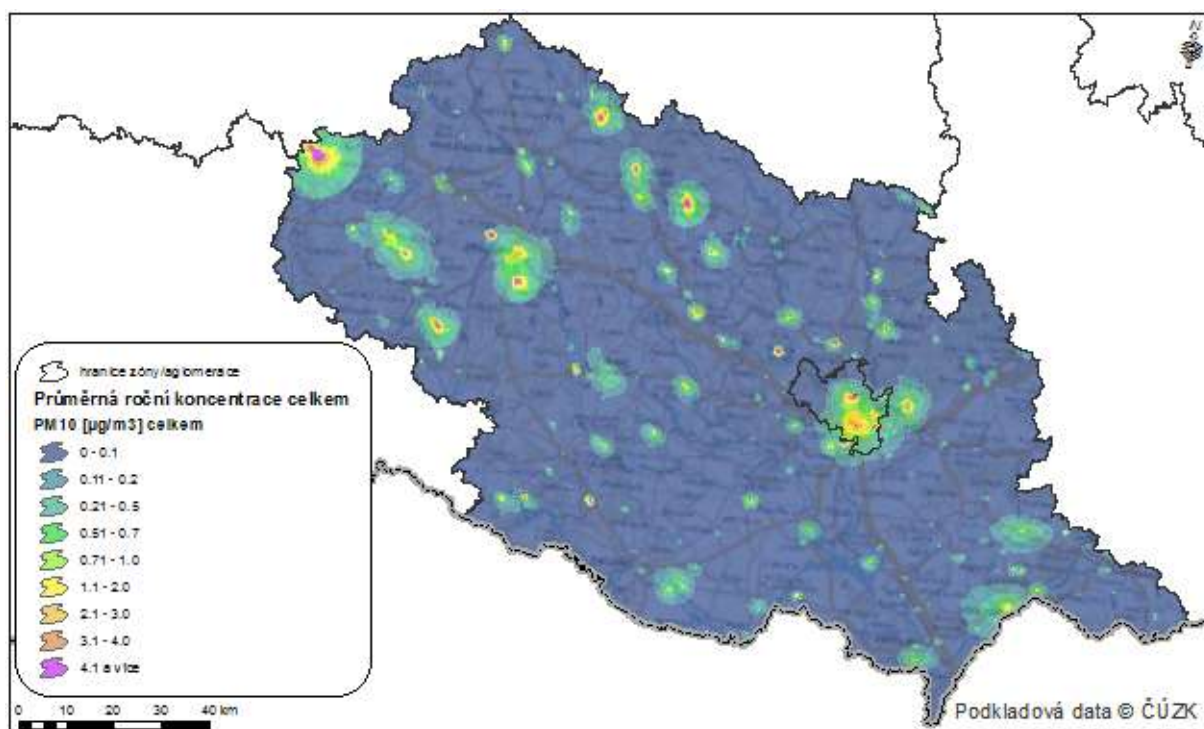 N
hranice zóny/aglomerace
Průměrná roční koncentrace celkem
PM10 [µg/m3] celkem
0 - 0.1
0.11 - 0.2
0.21 - 0.5
0.51 - 0.7
0.71 - 1.0
1.1 - 2.0
2.1 - 3.0
3.1 - 4.0
4.1 a více
0 10 20 40 km
Podkladová data © ČÚZK